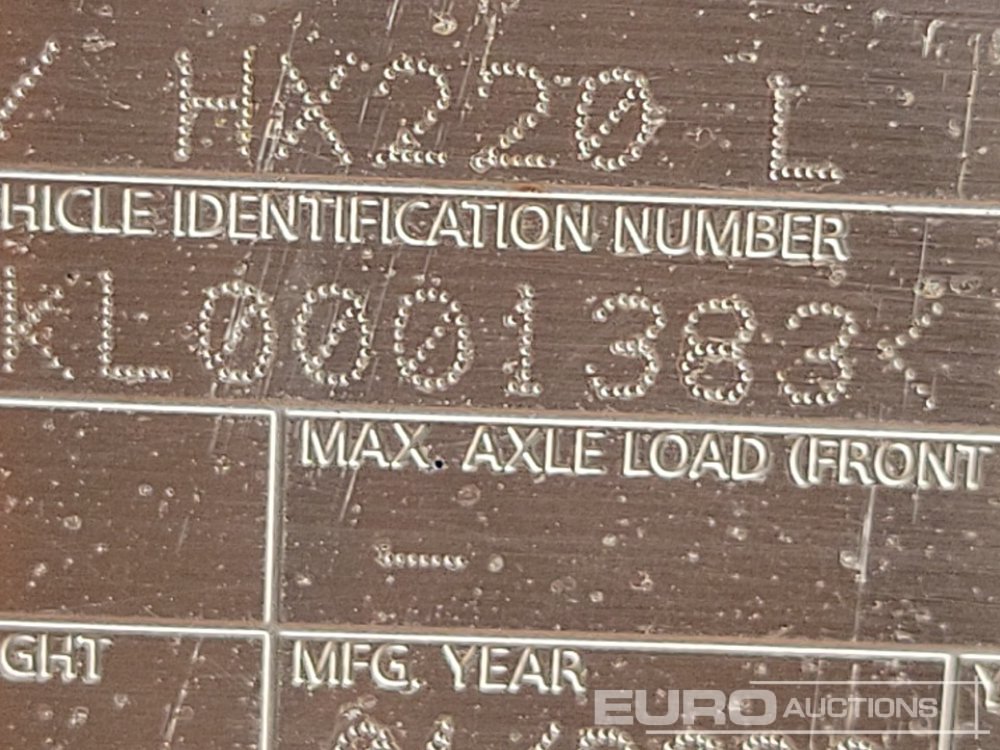 HX220 L
HICLE IDENTIFICATION NUMBER
KL0001383<
MAX. AXLE LOAD (FRONT
–
GHT MFG. YEAR Y
EURO AUCTIONS